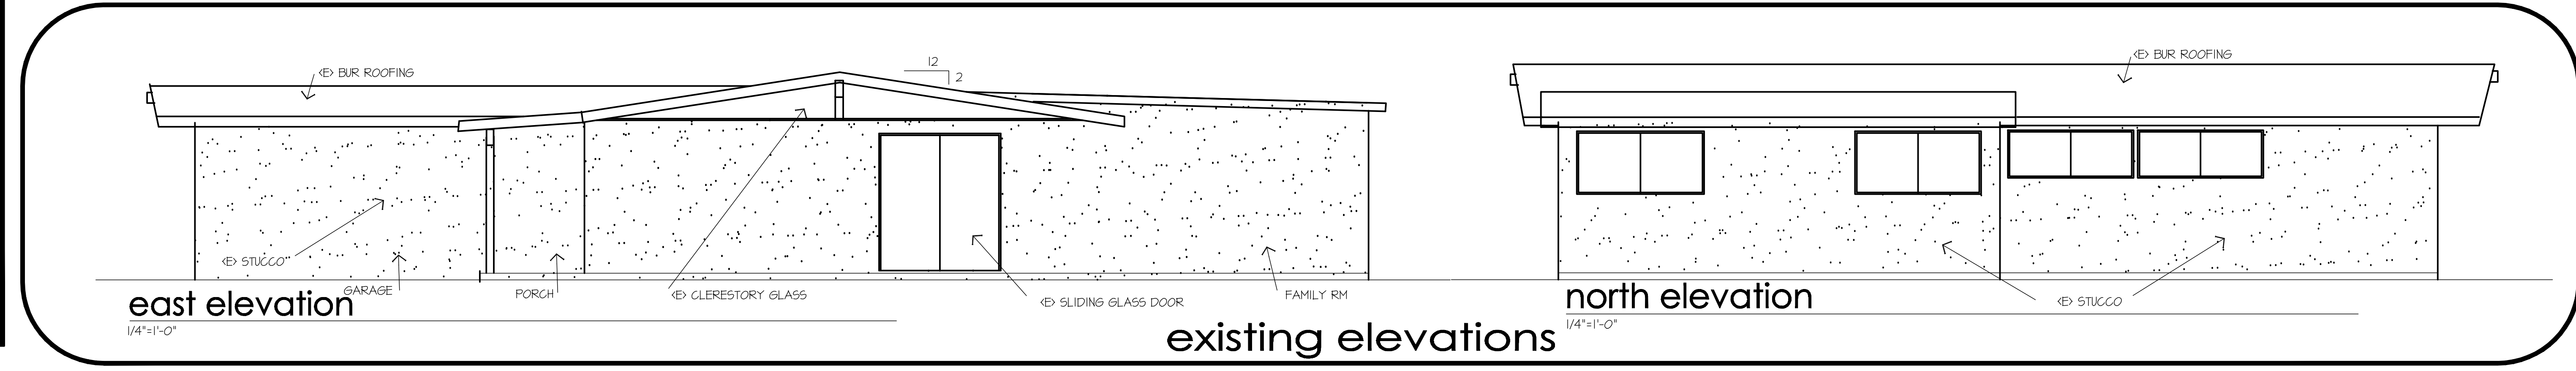 <E> BUR ROOFING
12
2
<E> STUCCO
GARAGE
PORCH
<E> CLERESTORY GLASS
<E> SLIDING GLASS DOOR
FAMILY RM
east elevation
1/4"=1'-0"
<E> BUR ROOFING
<E> STUCCO
north elevation
1/4"=1'-0"
existing elevations